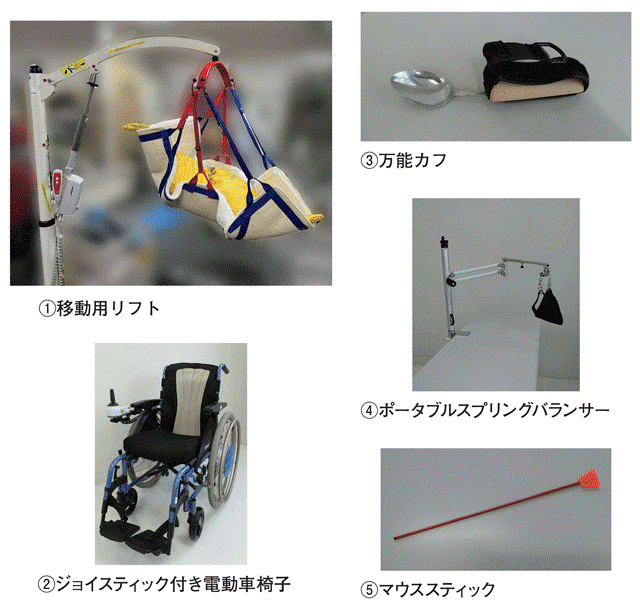 ①移動用リフト
②ジョイスティック付き電動車椅子
③万能カフ
④ポータブルスプリングバランサー
⑤マウススティック